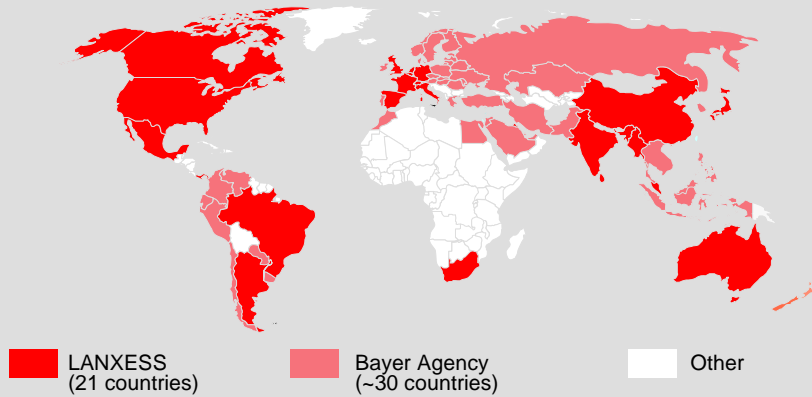 LANXESS
(21 countries)
Bayer Agency
(~30 countries)
Other